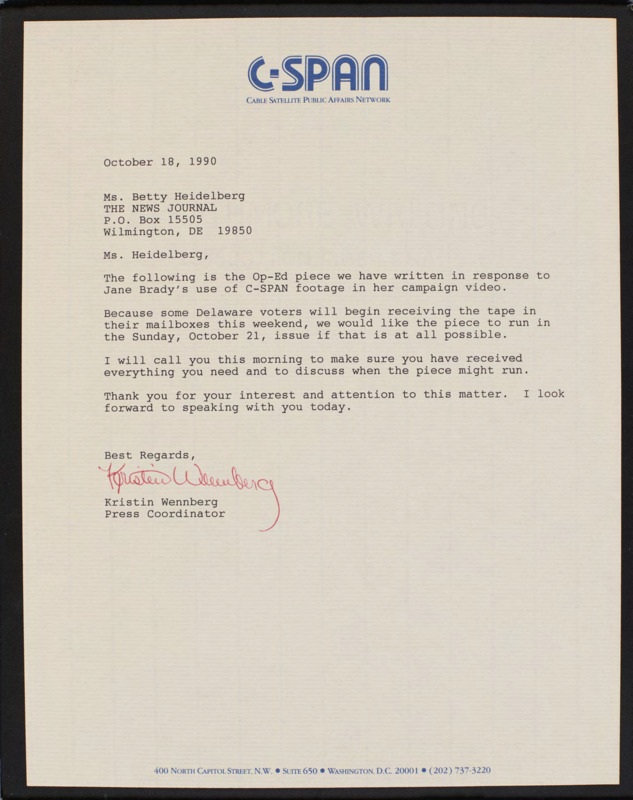 C-SPAN
CABLE SATELLITE PUBLIC AFFAIRS NETWORK
October 18, 1990
Ms. Betty Heidelberg
THE NEWS JOURNAL
P.O. Box 15505
Wilmington, DE  19850
Ms. Heidelberg,
The following is the Op-Ed piece we have written in response to
Jane Brady's use of C-SPAN footage in her campaign video.
Because some Delaware voters will begin receiving the tape in
their mailboxes this weekend, we would like the piece to run in
the Sunday, October 21, issue if that is at all possible.
I will call you this morning to make sure you have received
everything you need and to discuss when the piece might run.
Thank you for your interest and attention to this matter.  I look
forward to speaking with you today.
Best Regards,
Kristin Wennberg
Kristin Wennberg
Press Coordinator
400 NORTH CAPITOL STREET, N.W. • SUITE 650 • WASHINGTON, D.C. 20001 • (202) 737-3220